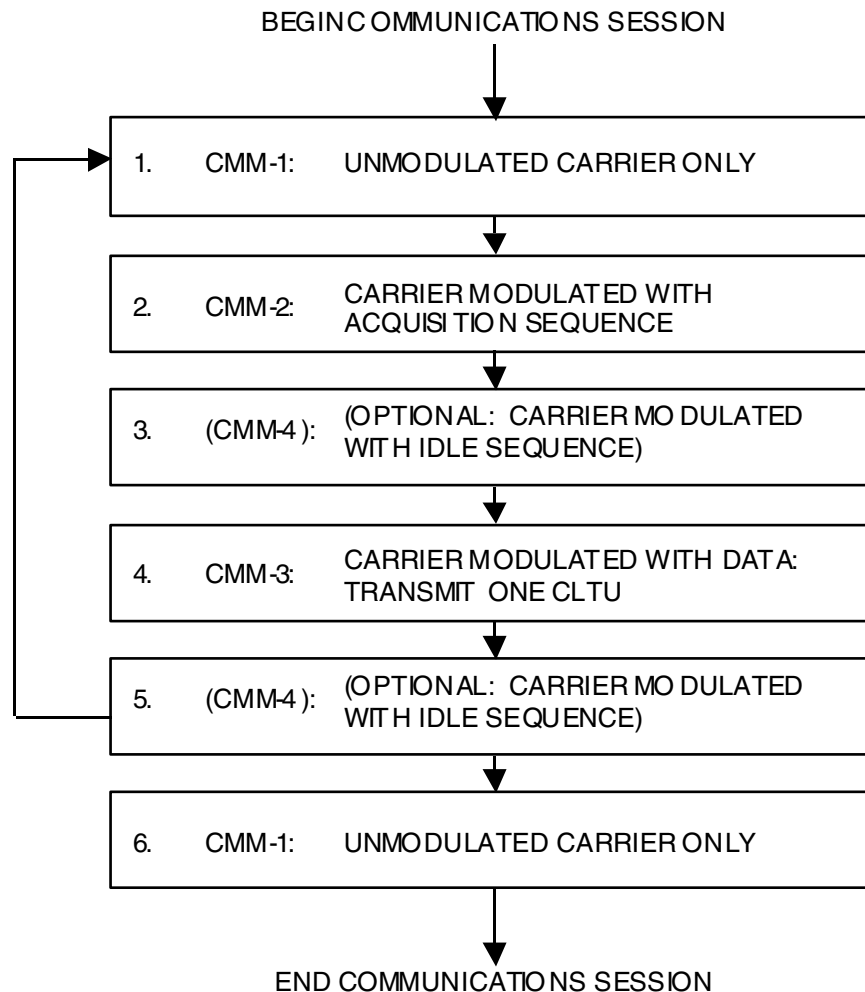 BEGIN COMMUNICATIONS SESSION
1. CMM-1: UNMODULATED CARRIER ONLY
2. CMM-2: CARRIER MODULATED WITH
ACQUISITION SEQUENCE
3. (CMM-4): (OPTIONAL: CARRIER MODULATED
WITH IDLE SEQUENCE)
4. CMM-3: CARRIER MODULATED WITH DATA:
TRANSMIT ONE CLTU
5. (CMM-4): (OPTIONAL: CARRIER MODULATED
WITH IDLE SEQUENCE)
6. CMM-1: UNMODULATED CARRIER ONLY
END COMMUNICATIONS SESSION